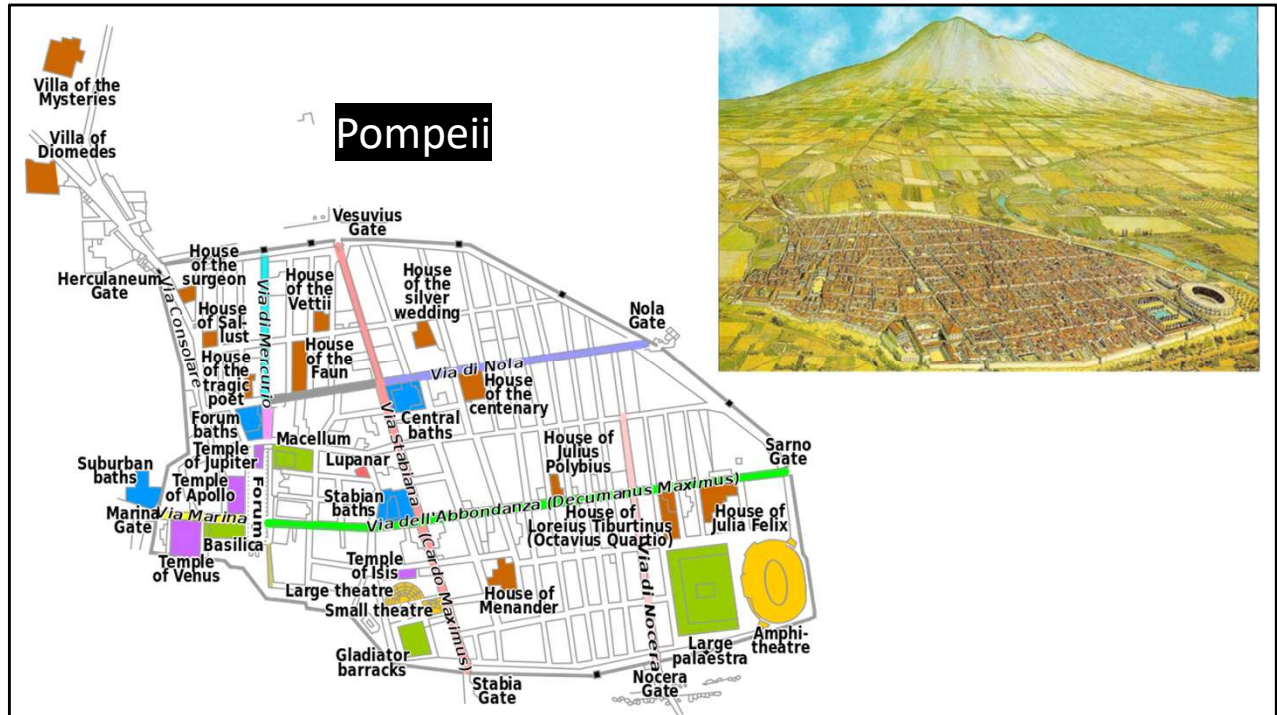 Pompeii
Villa of the
Mysteries
Villa of
Diomedes
Vesuvius
Gate
Herculaneum
Gate
Via Consolare
House
of the
surgeon
Via di Mercurio
House
of the
Vettii
House
of the
silver
wedding
House
of Sal-
lust
Nola
Gate
House
of the
tragic
poet
House
of the
Faun
Via di Nola
House
of the
centenary
Forum
baths
Central
baths
Via Stabiana (Cardo Maximus)
Macellum
Temple
of Jupiter
Lupanar
House of
Julius
Polybius
Sarno
Gate
Suburban
baths
Temple
of Apollo
Forum
Stabian
baths
Marina
Gate
Via Marina
Via dell'Abbondanza (Decumanus Maximus)
Basilica
Temple
of Venus
House of
Loreius Tiburtinus
(Octavius Quartio)
House of
Julia Felix
Via di Nocera
Temple
of Isis
Large theatre
Small theatre
House of
Menander
Gladiator
barracks
Large
palaestra
Amphi-
theatre
Stabia
Gate
Nocera
Gate